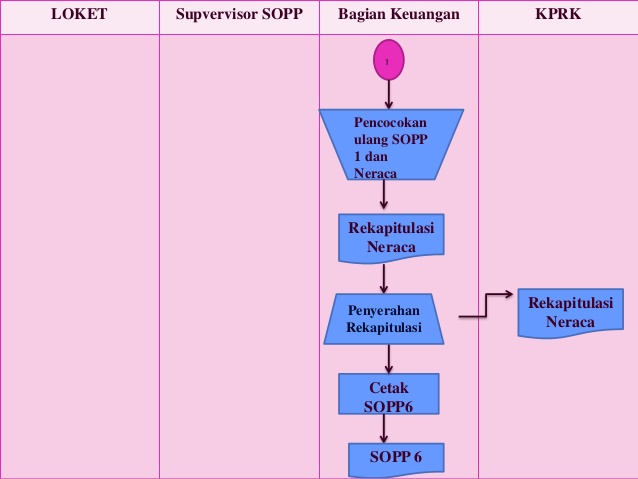 LOKET
Supvervisor SOPP
Bagian Keuangan
KPRK
1
Pencocokan
ulang SOPP
1 dan
Neraca
Rekapitulasi
Neraca
Penyerahan
Rekapitulasi
Rekapitulasi
Neraca
Cetak
SOPP6
SOPP 6